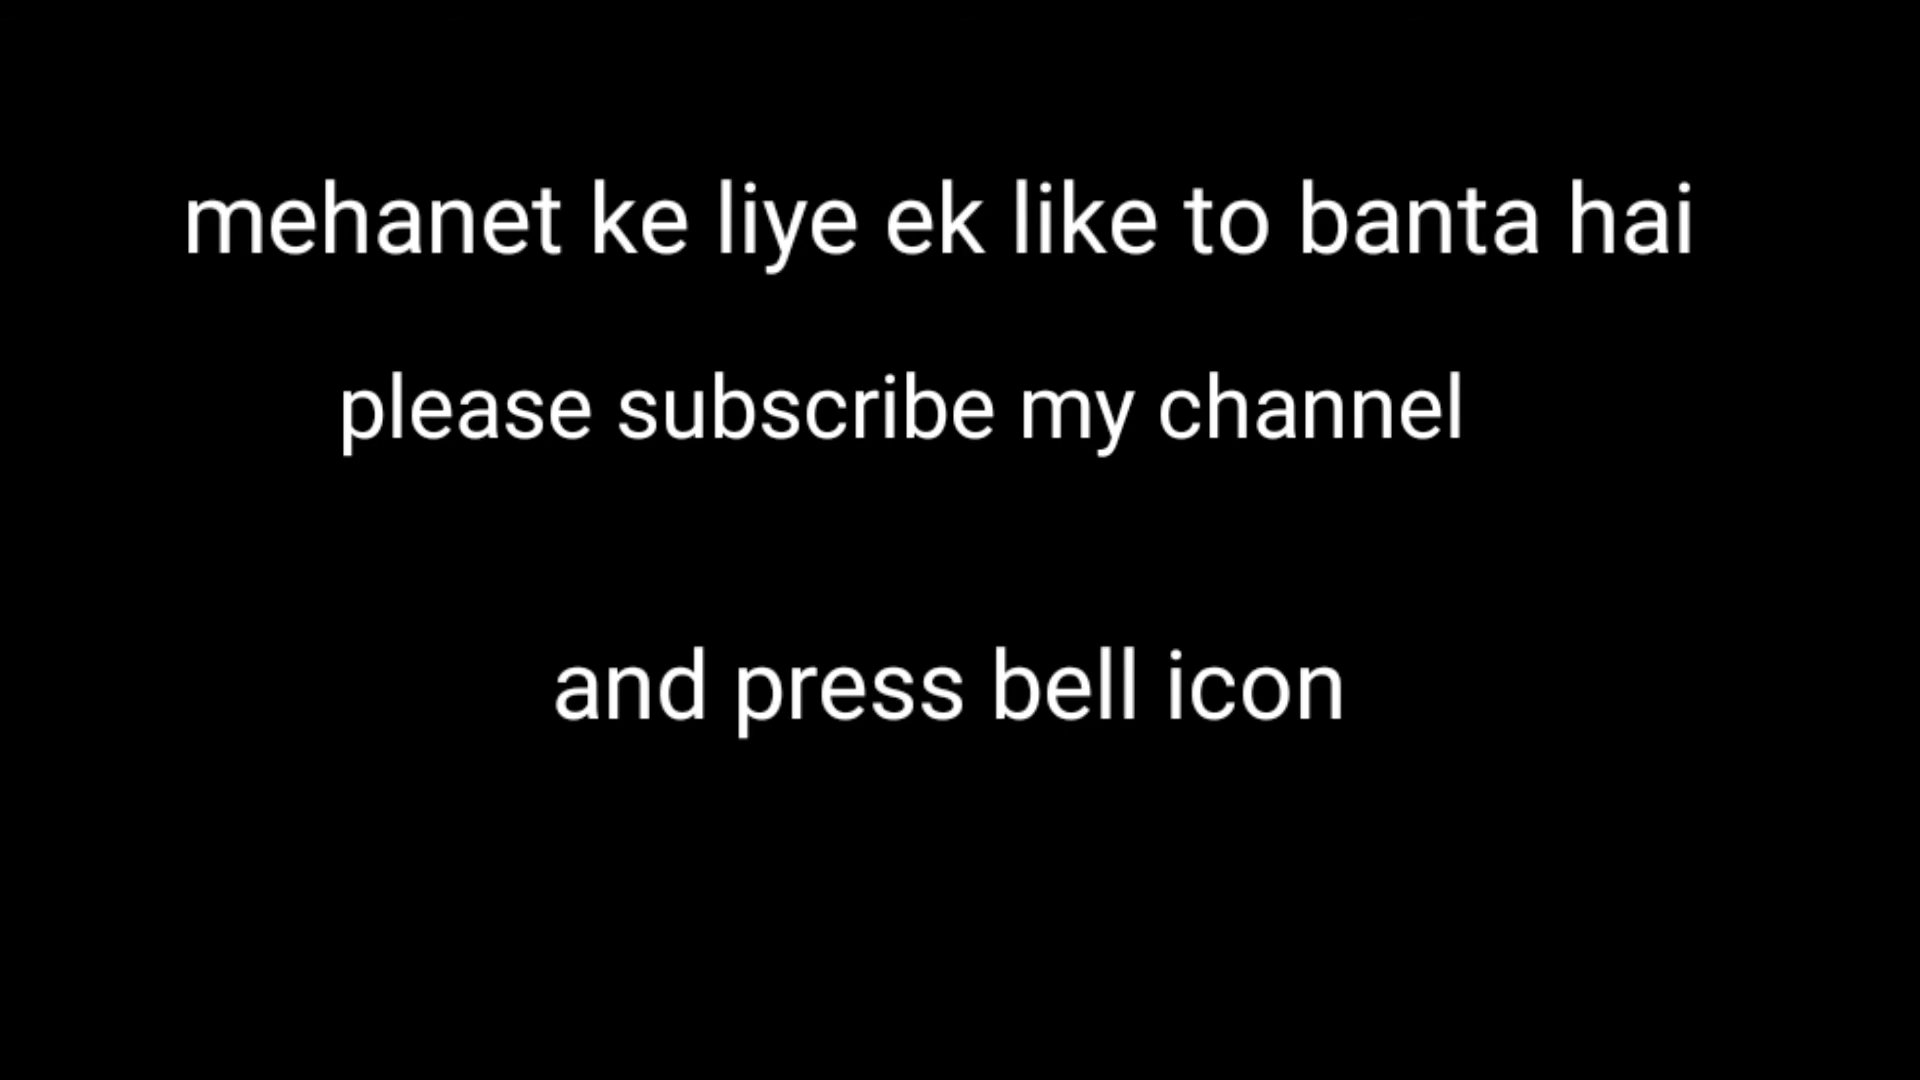 mehanet ke liye ek like to banta hai
please subscribe my channel
and press bell icon